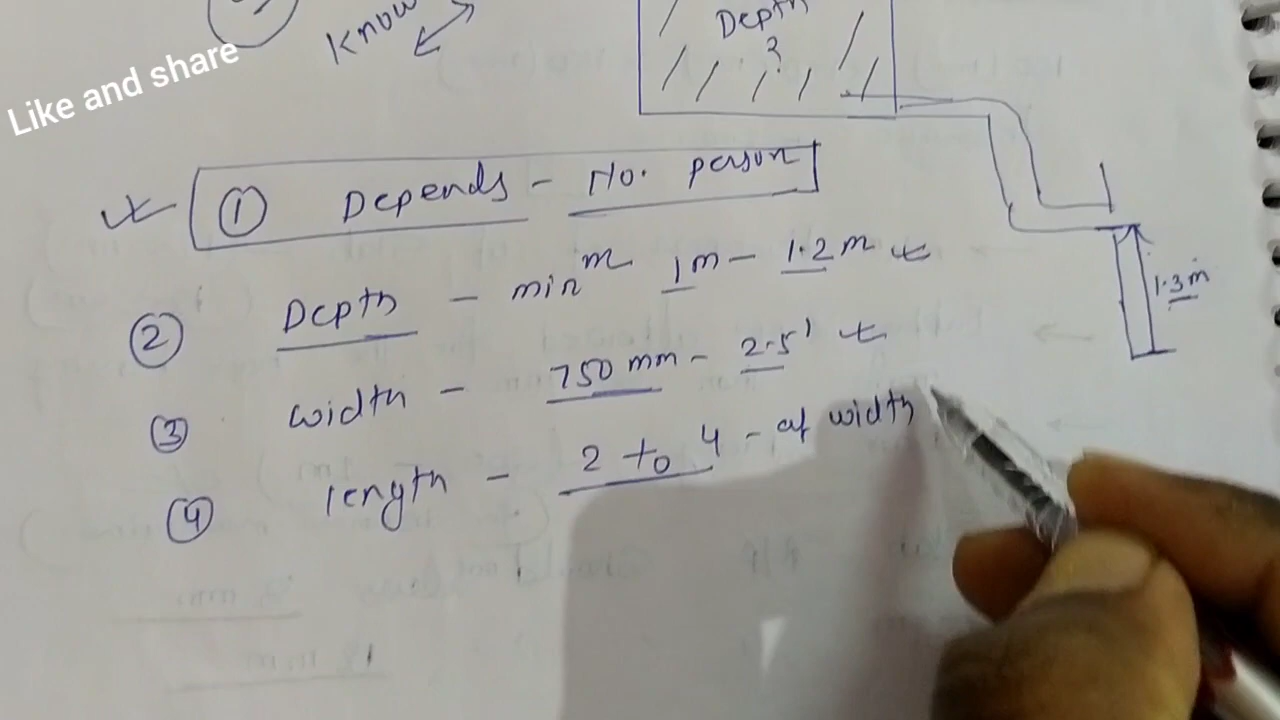 Know
Depth
?
Like and share
① Depends - No. person
② Depth - min^m 1m - 1.2m
1.3m
③ width - 750 mm - 2.5'
④ length - 2 to 4 - of width